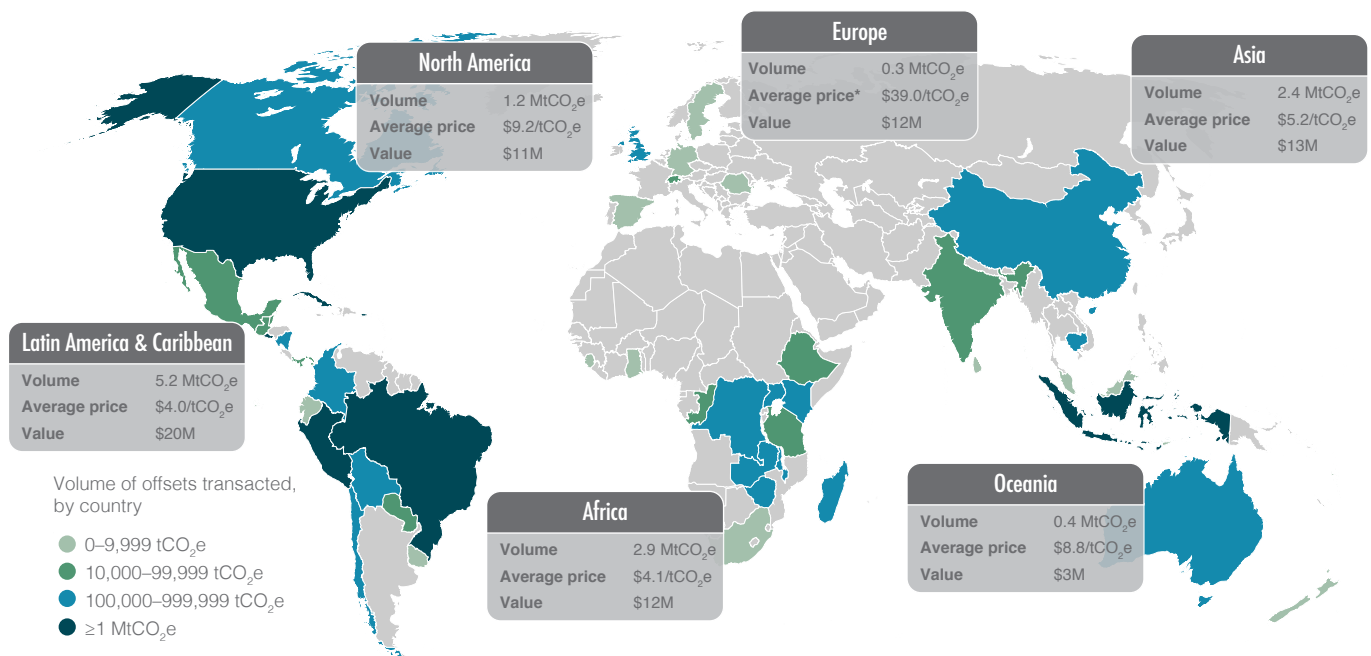 North America
Volume 1.2 MtCO₂e
Average price $9.2/tCO₂e
Value $11M
Europe
Volume 0.3 MtCO₂e
Average price* $39.0/tCO₂e
Value $12M
Asia
Volume 2.4 MtCO₂e
Average price $5.2/tCO₂e
Value $13M
Latin America & Caribbean
Volume 5.2 MtCO₂e
Average price $4.0/tCO₂e
Value $20M
Africa
Volume 2.9 MtCO₂e
Average price $4.1/tCO₂e
Value $12M
Oceania
Volume 0.4 MtCO₂e
Average price $8.8/tCO₂e
Value $3M
Volume of offsets transacted,
by country
0–9,999 tCO₂e
10,000–99,999 tCO₂e
100,000–999,999 tCO₂e
≥1 MtCO₂e